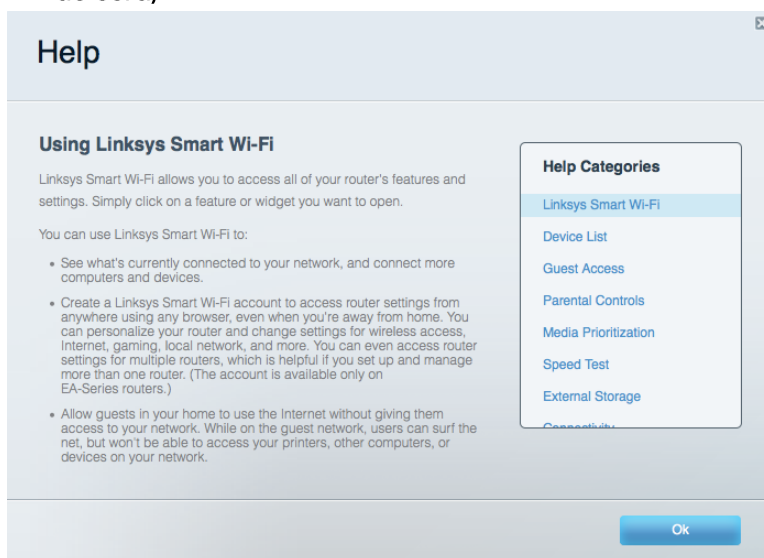 Help
Using Linksys Smart Wi-Fi
Linksys Smart Wi-Fi allows you to access all of your router's features and
settings. Simply click on a feature or widget you want to open.
You can use Linksys Smart Wi-Fi to:
• See what's currently connected to your network, and connect more
computers and devices.
• Create a Linksys Smart Wi-Fi account to access router settings from
anywhere using any browser, even when you're away from home. You
can personalize your router and change settings for wireless access,
Internet, gaming, local network, and more. You can even access router
settings for multiple routers, which is helpful if you set up and manage
more than one router. (The account is available only on
EA-Series routers.)
• Allow guests in your home to use the Internet without giving them
access to your network. While on the guest network, users can surf the
net, but won't be able to access your printers, other computers, or
devices on your network.
Help Categories
Linksys Smart Wi-Fi
Device List
Guest Access
Parental Controls
Media Prioritization
Speed Test
External Storage
Connectivity
Ok